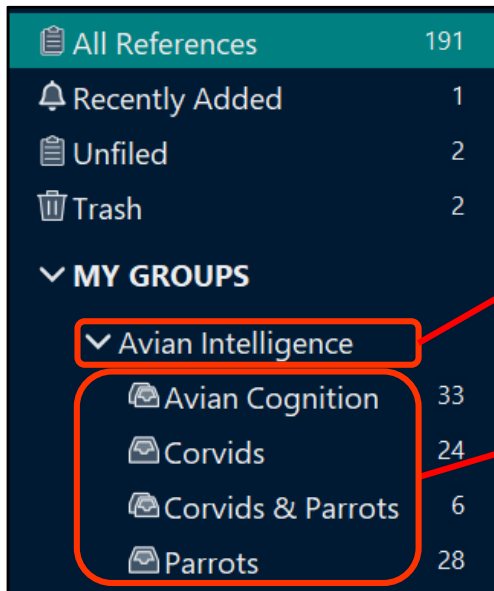 All References 191
Recently Added 1
Unfiled 2
Trash 2
MY GROUPS
Avian Intelligence
Avian Cognition 33
Corvids 24
Corvids & Parrots 6
Parrots 28